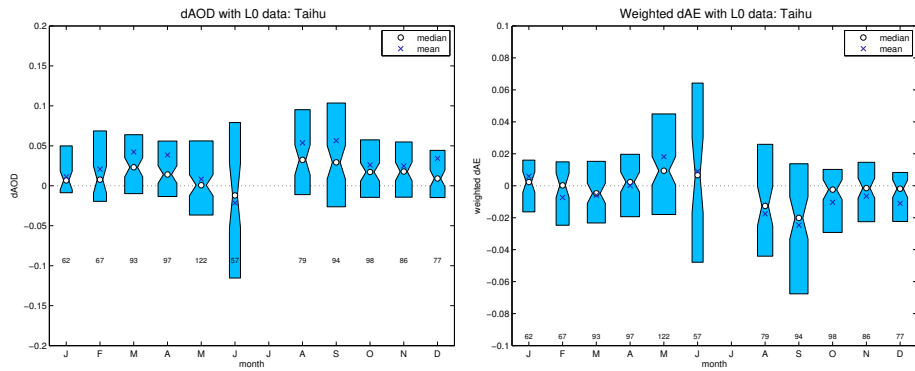 dAOD with L0 data: Taihu
0.2
0.15
0.1
0.05
0
−0.05
−0.1
−0.15
−0.2
dAOD
median
mean
62 67 93 97 122 57 79 94 98 86 77
J F M A M J J A S O N D
month
Weighted dAE with L0 data: Taihu
0.1
0.08
0.06
0.04
0.02
0
−0.02
−0.04
−0.06
−0.08
−0.1
weighted dAE
median
mean
62 67 93 97 122 57 79 94 98 86 77
J F M A M J J A S O N D
month